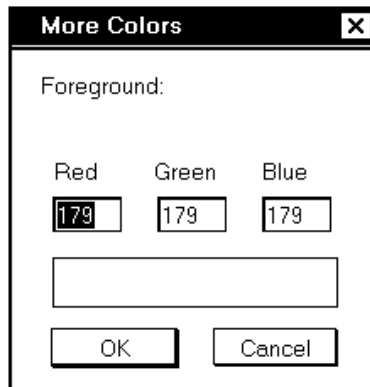 More Colors
Foreground:
Red Green Blue
179 179 179
OK Cancel